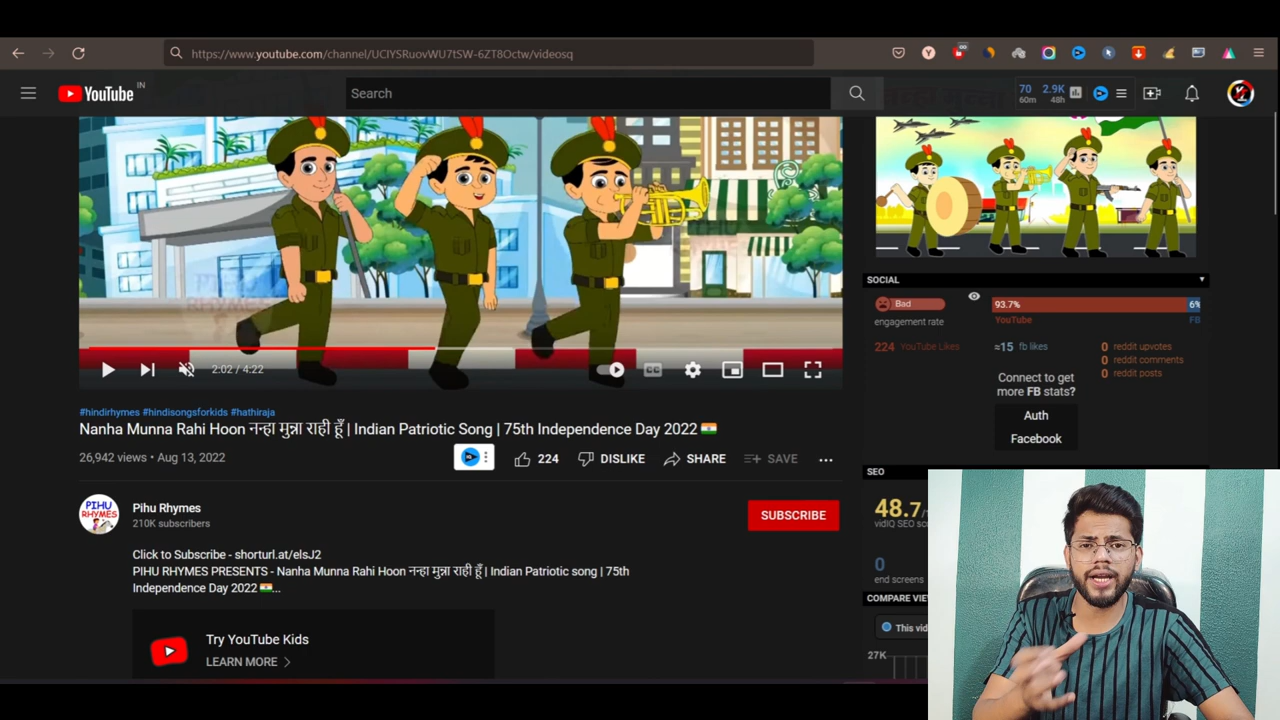 https://www.youtube.com/channel/UClYSRuovWU7tSW-6ZT8Octw/videosq
YouTube IN
Search
70 2.9K
60m 48h
SOCIAL
Bad
93.7% 6%
engagement rate
YouTube FB
224 YouTube Likes
≈15 fb likes
0 reddit upvotes
0 reddit comments
0 reddit posts
Connect to get
more FB stats?
Auth
Facebook
2:02 / 4:22
#hindirhymes #hindisongsforkids #hathiraja
Nanha Munna Rahi Hoon नन्हा मुन्ना राही हूँ | Indian Patriotic Song | 75th Independence Day 2022
26,942 views • Aug 13, 2022
224 DISLIKE SHARE SAVE
SEO
48.7
vidIQ SEO
0
end screens
COMPARE
This
27K
PIHU
RHYMES
Pihu Rhymes
210K subscribers
SUBSCRIBE
Click to Subscribe - shorturl.at/elsJ2
PIHU RHYMES PRESENTS - Nanha Munna Rahi Hoon नन्हा मुन्ना राही हूँ | Indian Patriotic song | 75th
Independence Day 2022 ...
Try YouTube Kids
LEARN MORE